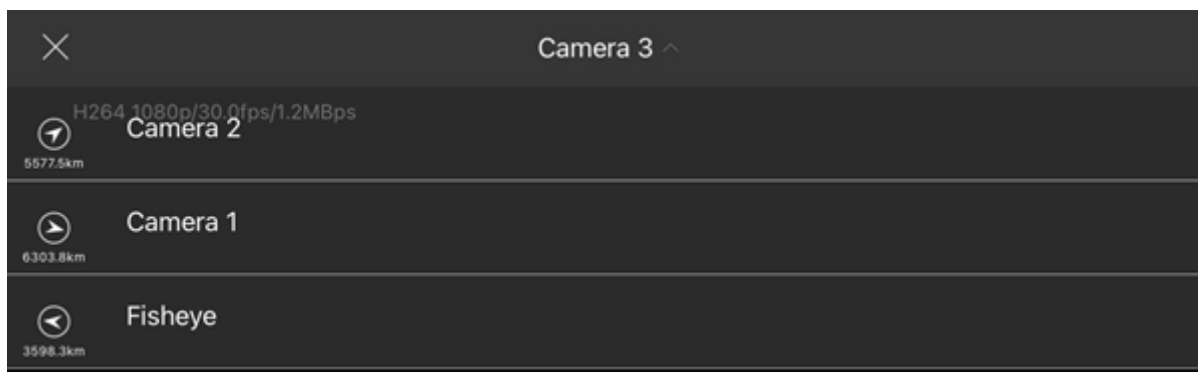 Camera 3
H264 1080p/30.0fps/1.2MBps
Camera 2
5577.5km
Camera 1
6303.8km
Fisheye
3598.3km